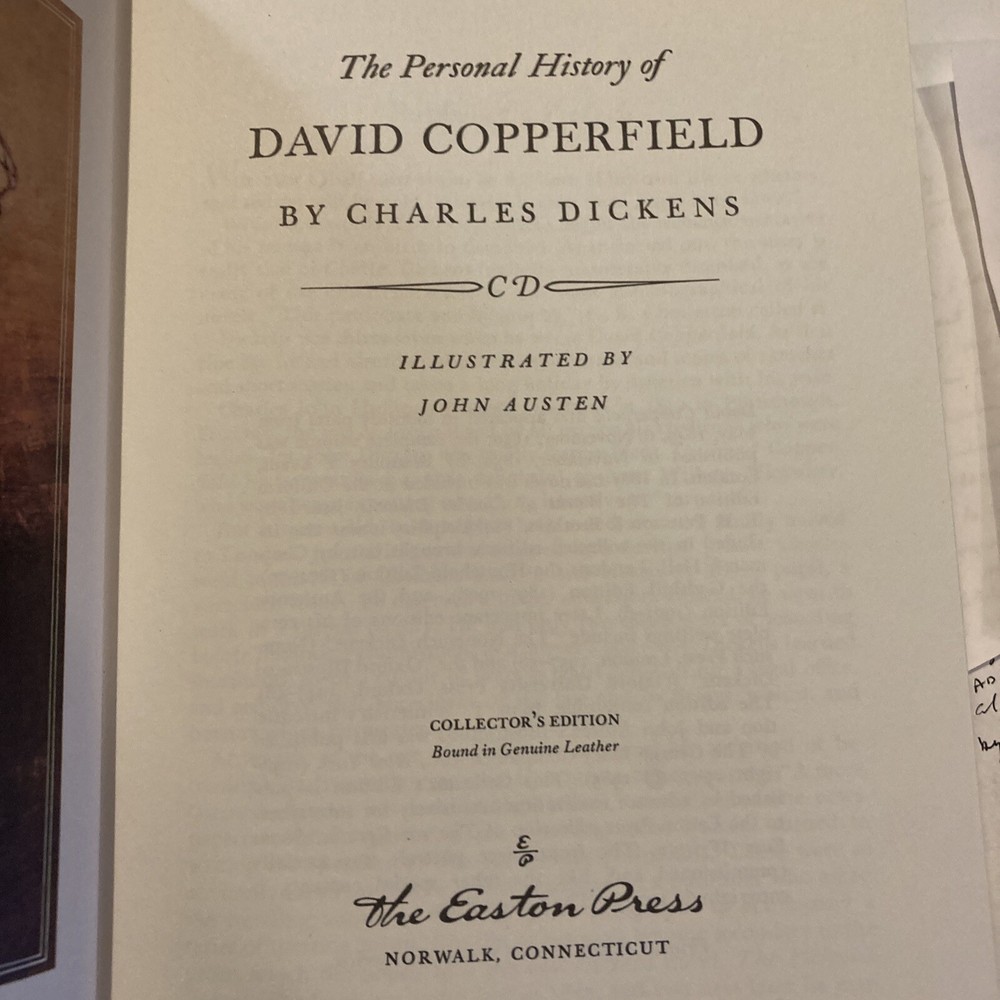 The Personal History of
DAVID COPPERFIELD
BY CHARLES DICKENS
CD
ILLUSTRATED BY
JOHN AUSTEN
COLLECTOR'S EDITION
Bound in Genuine Leather
The Easton Press
NORWALK, CONNECTICUT